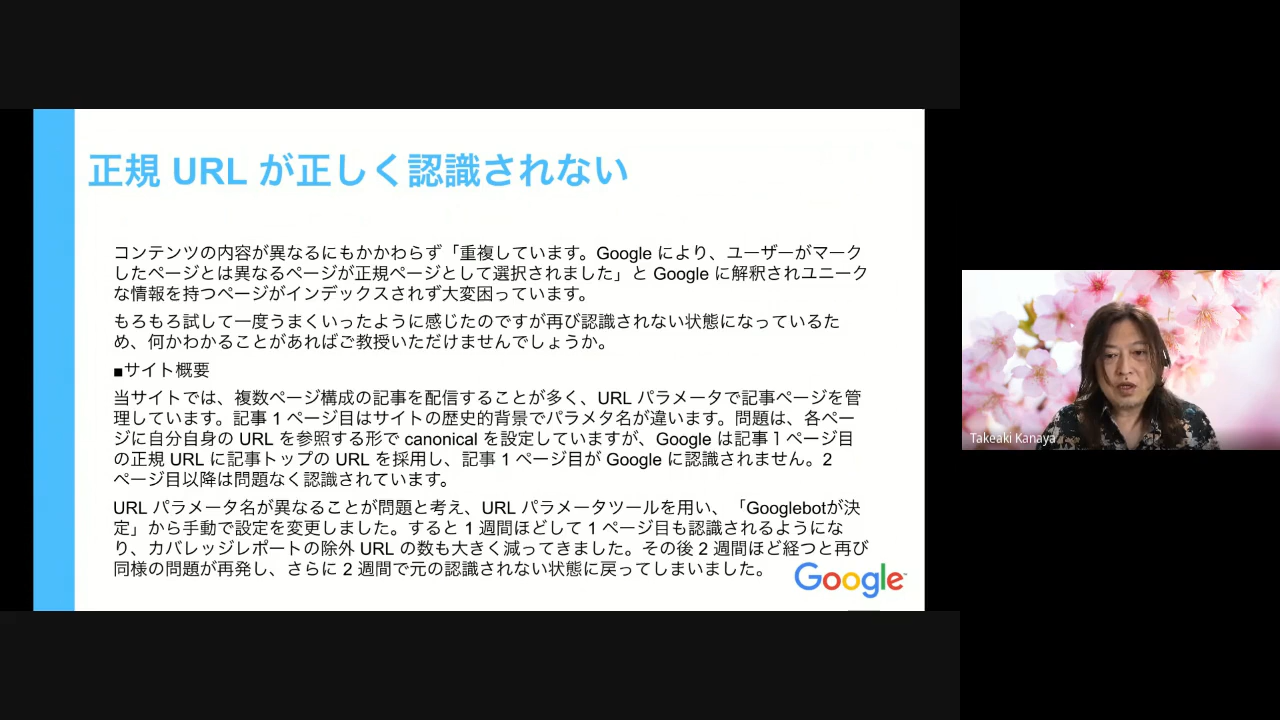 正規 URL が正しく認識されない
コンテンツの内容が異なるにもかかわらず「重複しています。Google により、ユーザーがマーク
したページとは異なるページが正規ページとして選択されました」と Google に解釈されユニーク
な情報を持つページがインデックスされず大変困っています。
もろもろ試して一度うまくいったように感じたのですが再び認識されない状態になっているた
め、何かわかることがあればご教授いただけませんでしょうか。
■サイト概要
当サイトでは、複数ページ構成の記事を配信することが多く、URL パラメータで記事ページを管
理しています。記事 1 ページ目はサイトの歴史的背景でパラメタ名が違います。問題は、各ペー
ジに自分自身の URL を参照する形で canonical を設定していますが、Google は記事 1 ページ目
の正規 URL に記事トップの URL を採用し、記事 1 ページ目が Google に認識されません。2
ページ目以降は問題なく認識されています。
URL パラメータ名が異なることが問題と考え、URL パラメータツールを用い、「Googlebotが決
定」から手動で設定を変更しました。すると 1 週間ほどして 1 ページ目も認識されるようにな
り、カバレッジレポートの除外 URL の数も大きく減ってきました。その後 2 週間ほど経つと再び
同様の問題が再発し、さらに 2 週間で元の認識されない状態に戻ってしまいました。
Google
Takeaki Kanaya